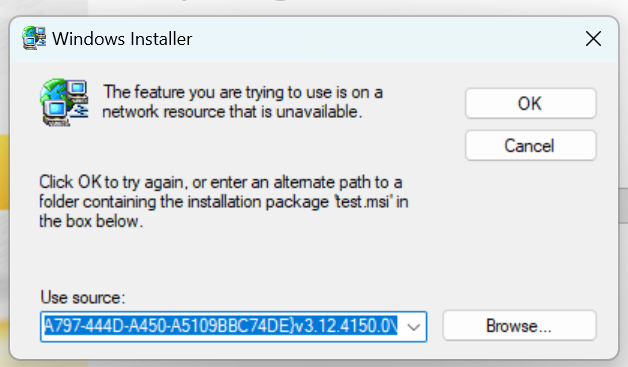 Windows Installer
The feature you are trying to use is on a
network resource that is unavailable.
OK
Cancel
Click OK to try again, or enter an alternate path to a
folder containing the installation package 'test.msi' in
the box below.
Use source:
A797-444D-A450-A5109BBC74DE}v3.12.4150.0\
Browse...